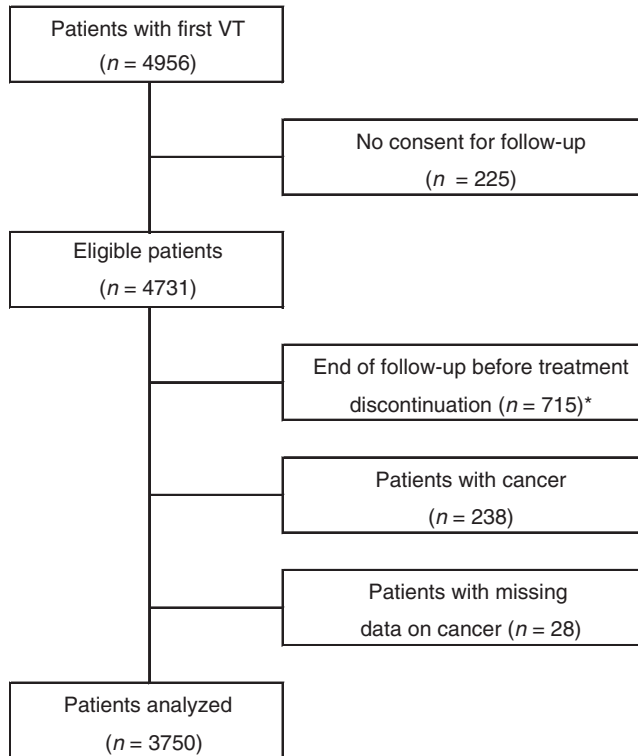 Patients with first VT
(n = 4956)
No consent for follow-up
(n = 225)
Eligible patients
(n = 4731)
End of follow-up before treatment
discontinuation (n = 715)*
Patients with cancer
(n = 238)
Patients with missing
data on cancer (n = 28)
Patients analyzed
(n = 3750)